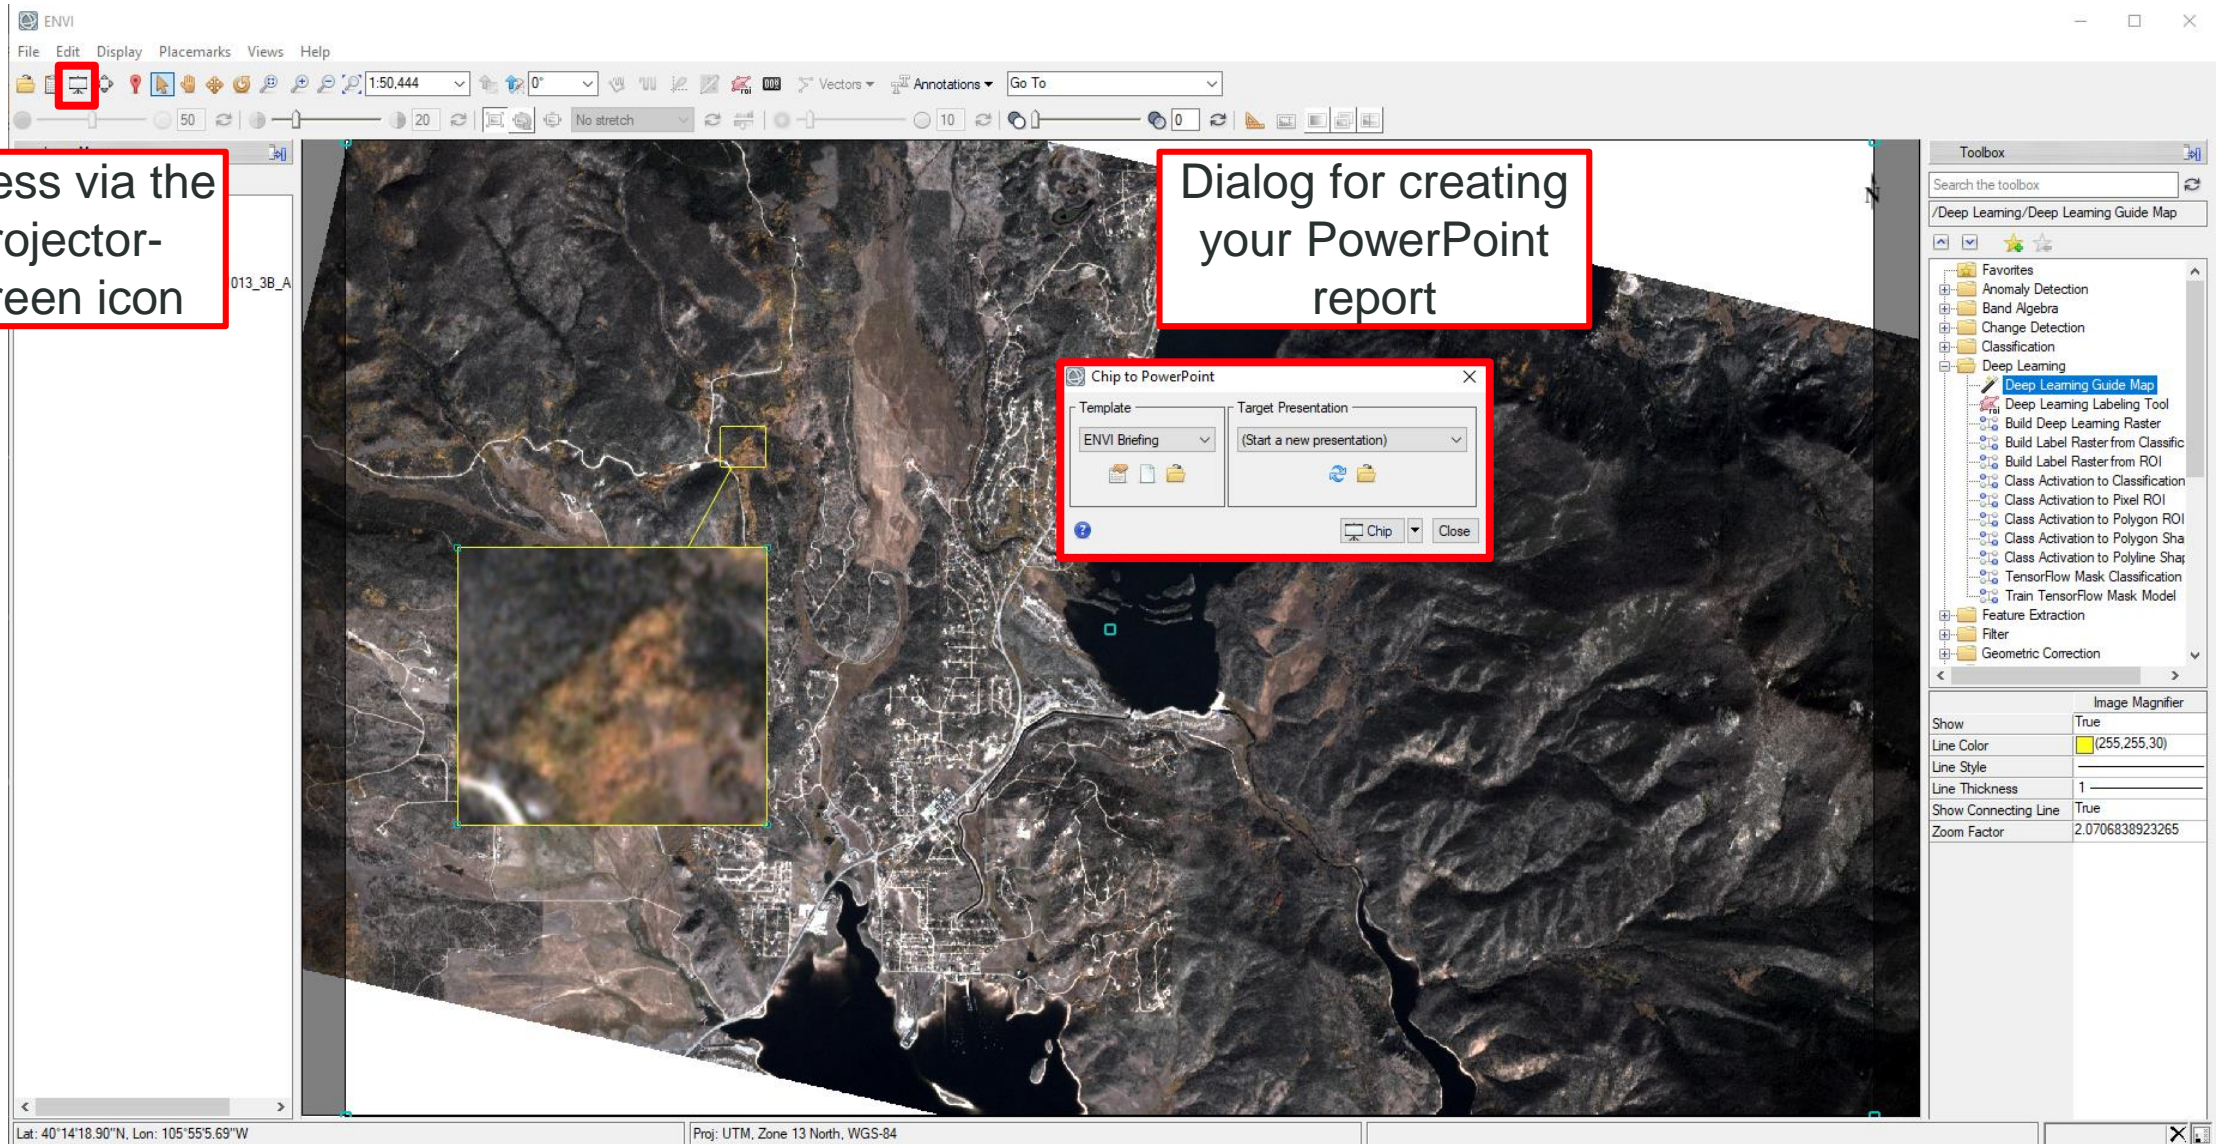 ENVI
File Edit Display Placemarks Views Help
1:50,444 0° Vectors Annotations Go To
50 20 No stretch 10 0
ess via the
rojector-
reen icon
013_3B_A
Dialog for creating
your PowerPoint
report
N
Chip to PowerPoint
Template Target Presentation
ENVI Briefing (Start a new presentation)
Chip Close
Toolbox
Search the toolbox
/Deep Learning/Deep Learning Guide Map
Favorites
Anomaly Detection
Band Algebra
Change Detection
Classification
Deep Learning
Deep Learning Guide Map
roi Deep Learning Labeling Tool
Build Deep Learning Raster
Build Label Raster from Classific
Build Label Raster from ROI
Class Activation to Classification
Class Activation to Pixel ROI
Class Activation to Polygon ROI
Class Activation to Polygon Sha
Class Activation to Polyline Shap
TensorFlow Mask Classification
Train TensorFlow Mask Model
Feature Extraction
Filter
Geometric Correction
Image Magnifier
Show True
Line Color (255,255,30)
Line Style
Line Thickness 1
Show Connecting Line True
Zoom Factor 2.0706838923265
Lat: 40°14'18.90"N, Lon: 105°55'5.69"W
Proj: UTM, Zone 13 North, WGS-84